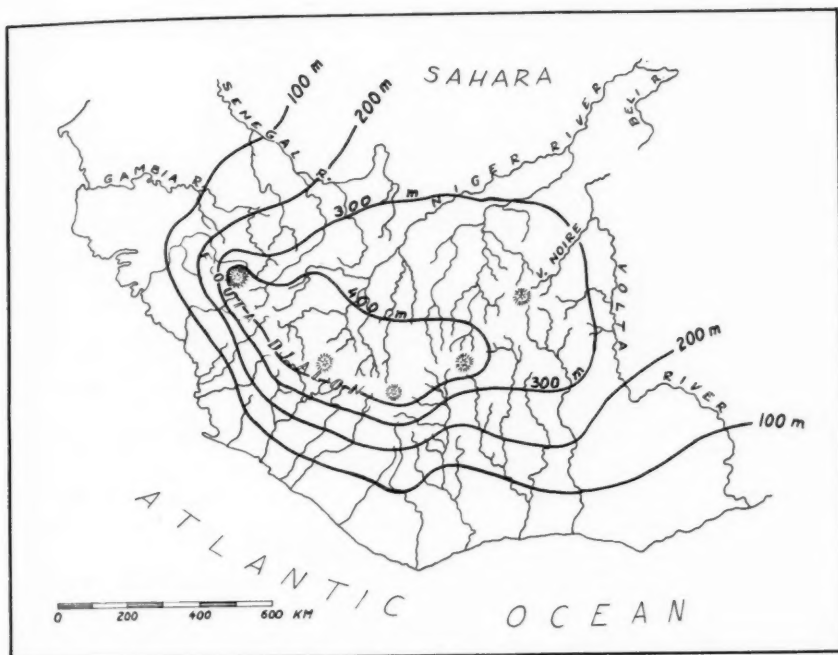 SAHARA
100 m
200 m
SENEGAL R.
GAMBIA R.
NIGER RIVER
BELI R.
300 m
V. NOIRE
FOUTA DJALON
400 m
VOLTA RIVER
300 m
200 m
100 m
ATLANTIC OCEAN
0 200 400 600 KM